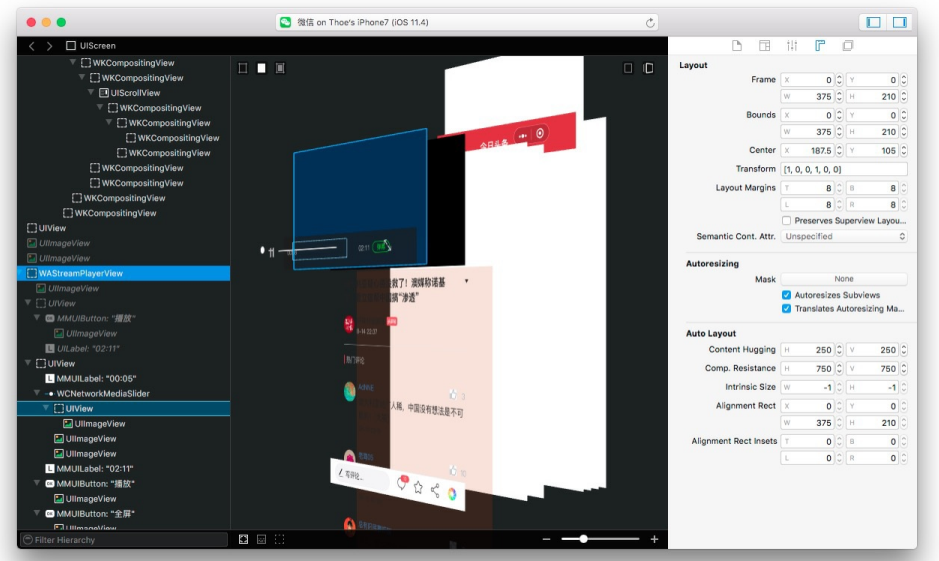 微信 on Thoe's iPhone7 (iOS 11.4)
UIScreen
WKCompositingView
WKCompositingView
UIScrollView
WKCompositingView
WKCompositingView
WKCompositingView
WKCompositingView
WKCompositingView
WKCompositingView
WKCompositingView
WKCompositingView
UIView
UIImageView
UIImageView
WAStreamPlayerView
UIImageView
UIView
MMUIButton: "播放"
UIImageView
UILabel: "02:11"
UIView
MMUILabel: "00:05"
WCNetworkMediaSlider
UIView
UIImageView
UIImageView
UIImageView
MMUILabel: "02:11"
MMUIButton: "播放"
UIImageView
MMUIButton: "全屏"
UIImageView
Filter Hierarchy
今日头条
02:11
救了！澳媒称诺基
搞“渗透”
热门评论
人稀，中国没有想法是不可
写评论...
Layout
Frame X 0 Y 0
W 375 H 210
Bounds X 0 Y 0
W 375 H 210
Center X 187.5 Y 105
Transform [1, 0, 0, 1, 0, 0]
Layout Margins T 8 B 8
L 8 R 8
Preserves Superview Layou...
Semantic Cont. Attr. Unspecified
Autoresizing
Mask None
Autoresizes Subviews
Translates Autoresizing Ma...
Auto Layout
Content Hugging H 250 V 250
Comp. Resistance H 750 V 750
Intrinsic Size W -1 H -1
Alignment Rect X 0 Y 0
W 375 H 210
Alignment Rect Insets T 0 B 0
L 0 R 0